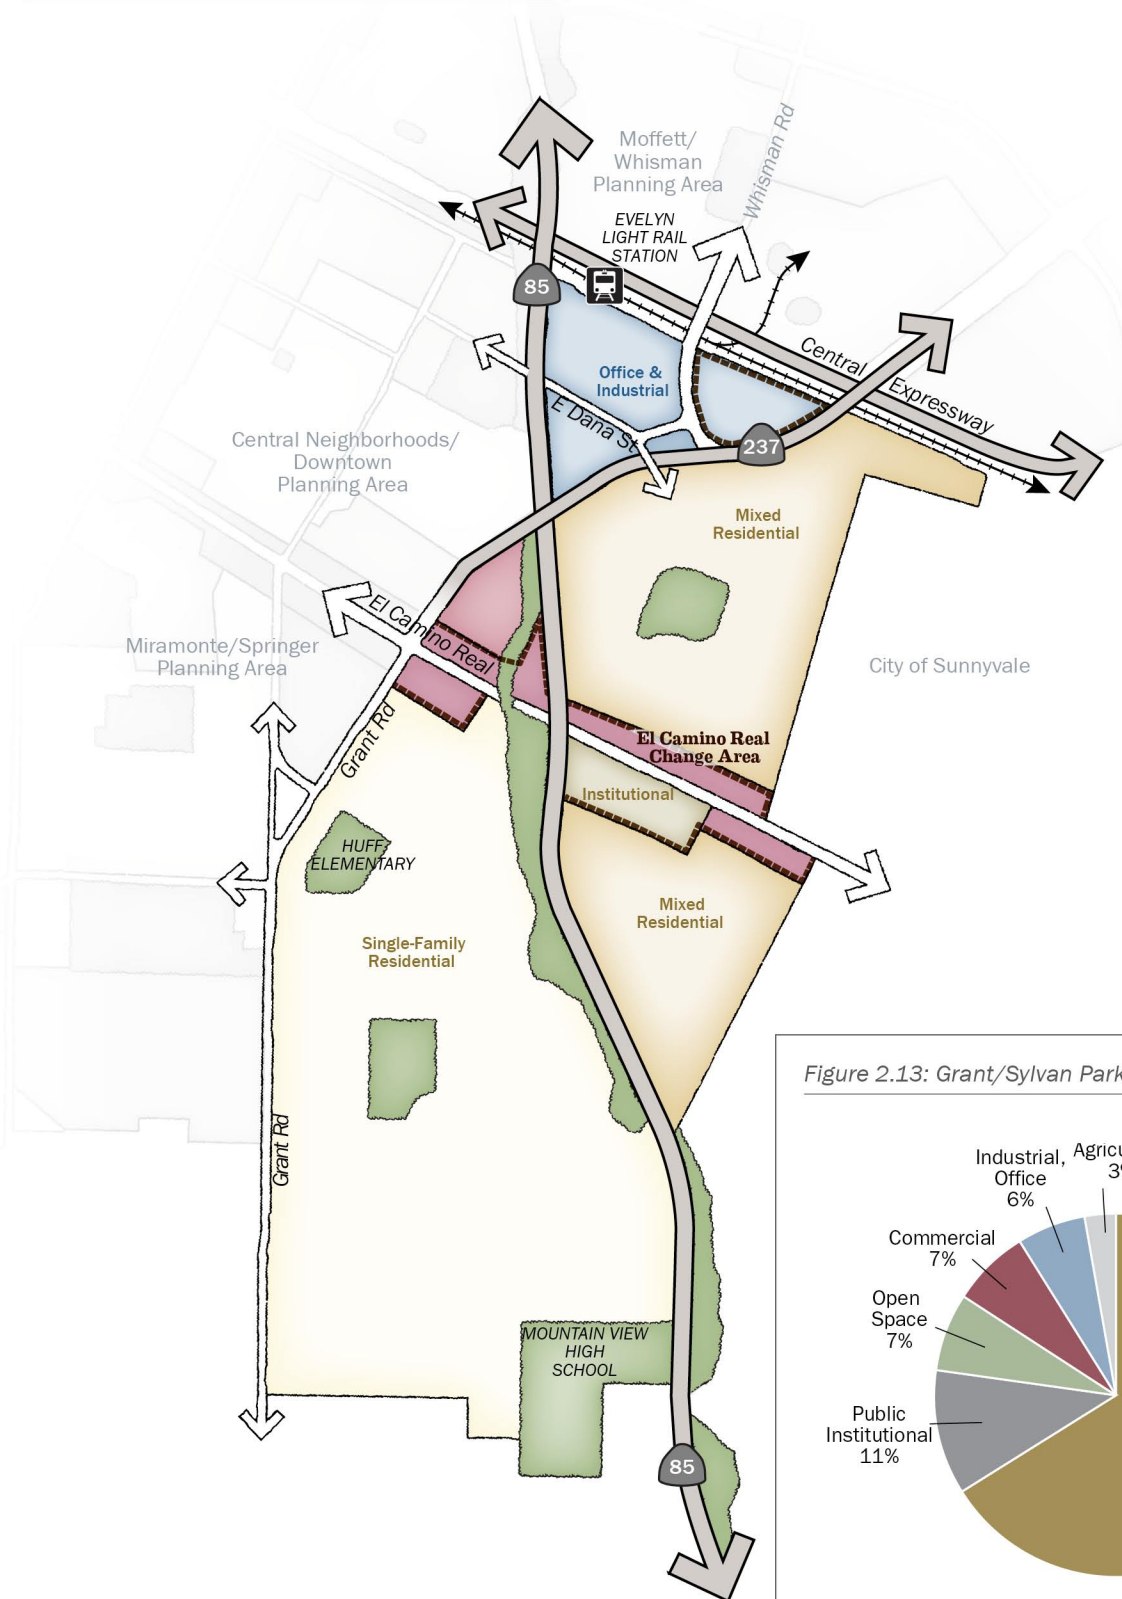 Moffett/
Whisman
Planning Area
Whisman Rd
EVELYN
LIGHT RAIL
STATION
85
Central Expressway
Office &
Industrial
E Dana St
237
Central Neighborhoods/
Downtown
Planning Area
Mixed
Residential
El Camino Real
Miramonte/Springer
Planning Area
City of Sunnyvale
Grant Rd
El Camino Real
Change Area
Institutional
HUFF
ELEMENTARY
Mixed
Residential
Single-Family
Residential
Grant Rd
MOUNTAIN VIEW
HIGH
SCHOOL
85
Figure 2.13: Grant/Sylvan Park
Industrial,
Office
6%
Commercial
7%
Open
Space
7%
Public
Institutional
11%